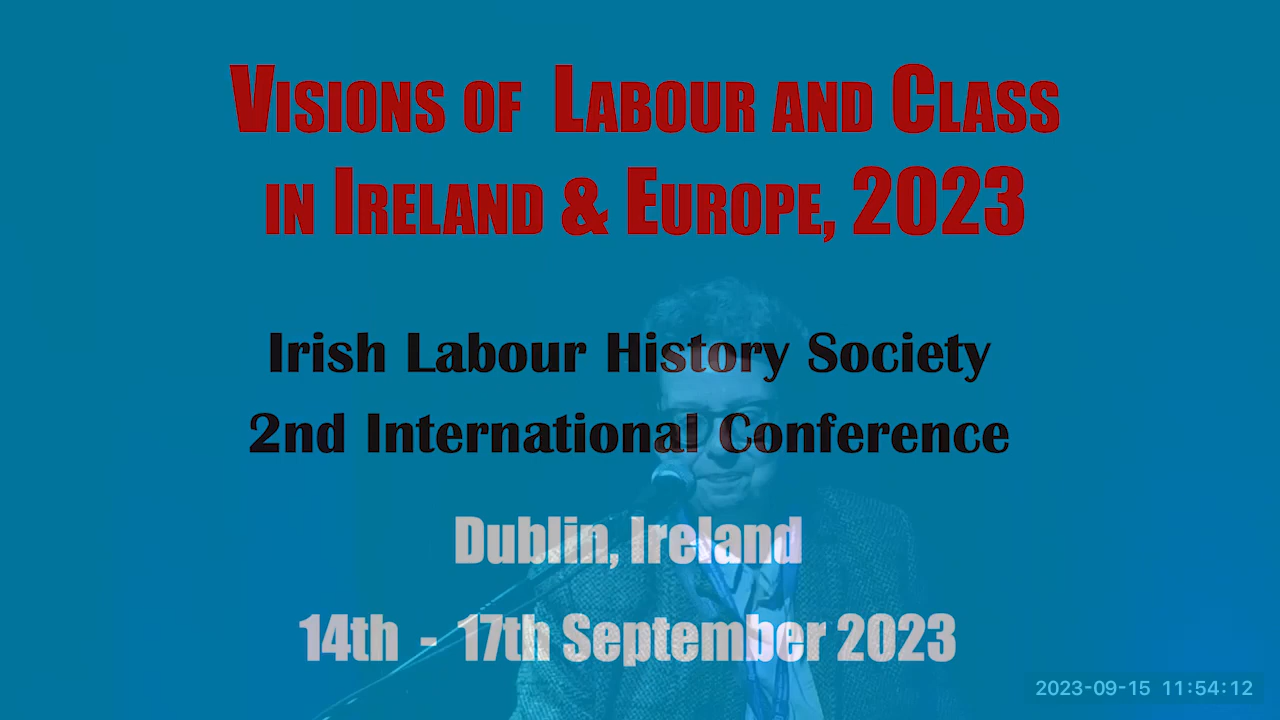 Visions of Labour and Class
in Ireland & Europe, 2023
Irish Labour History Society
2nd International Conference
Dublin, Ireland
14th - 17th September 2023
2023-09-15 11:54:12